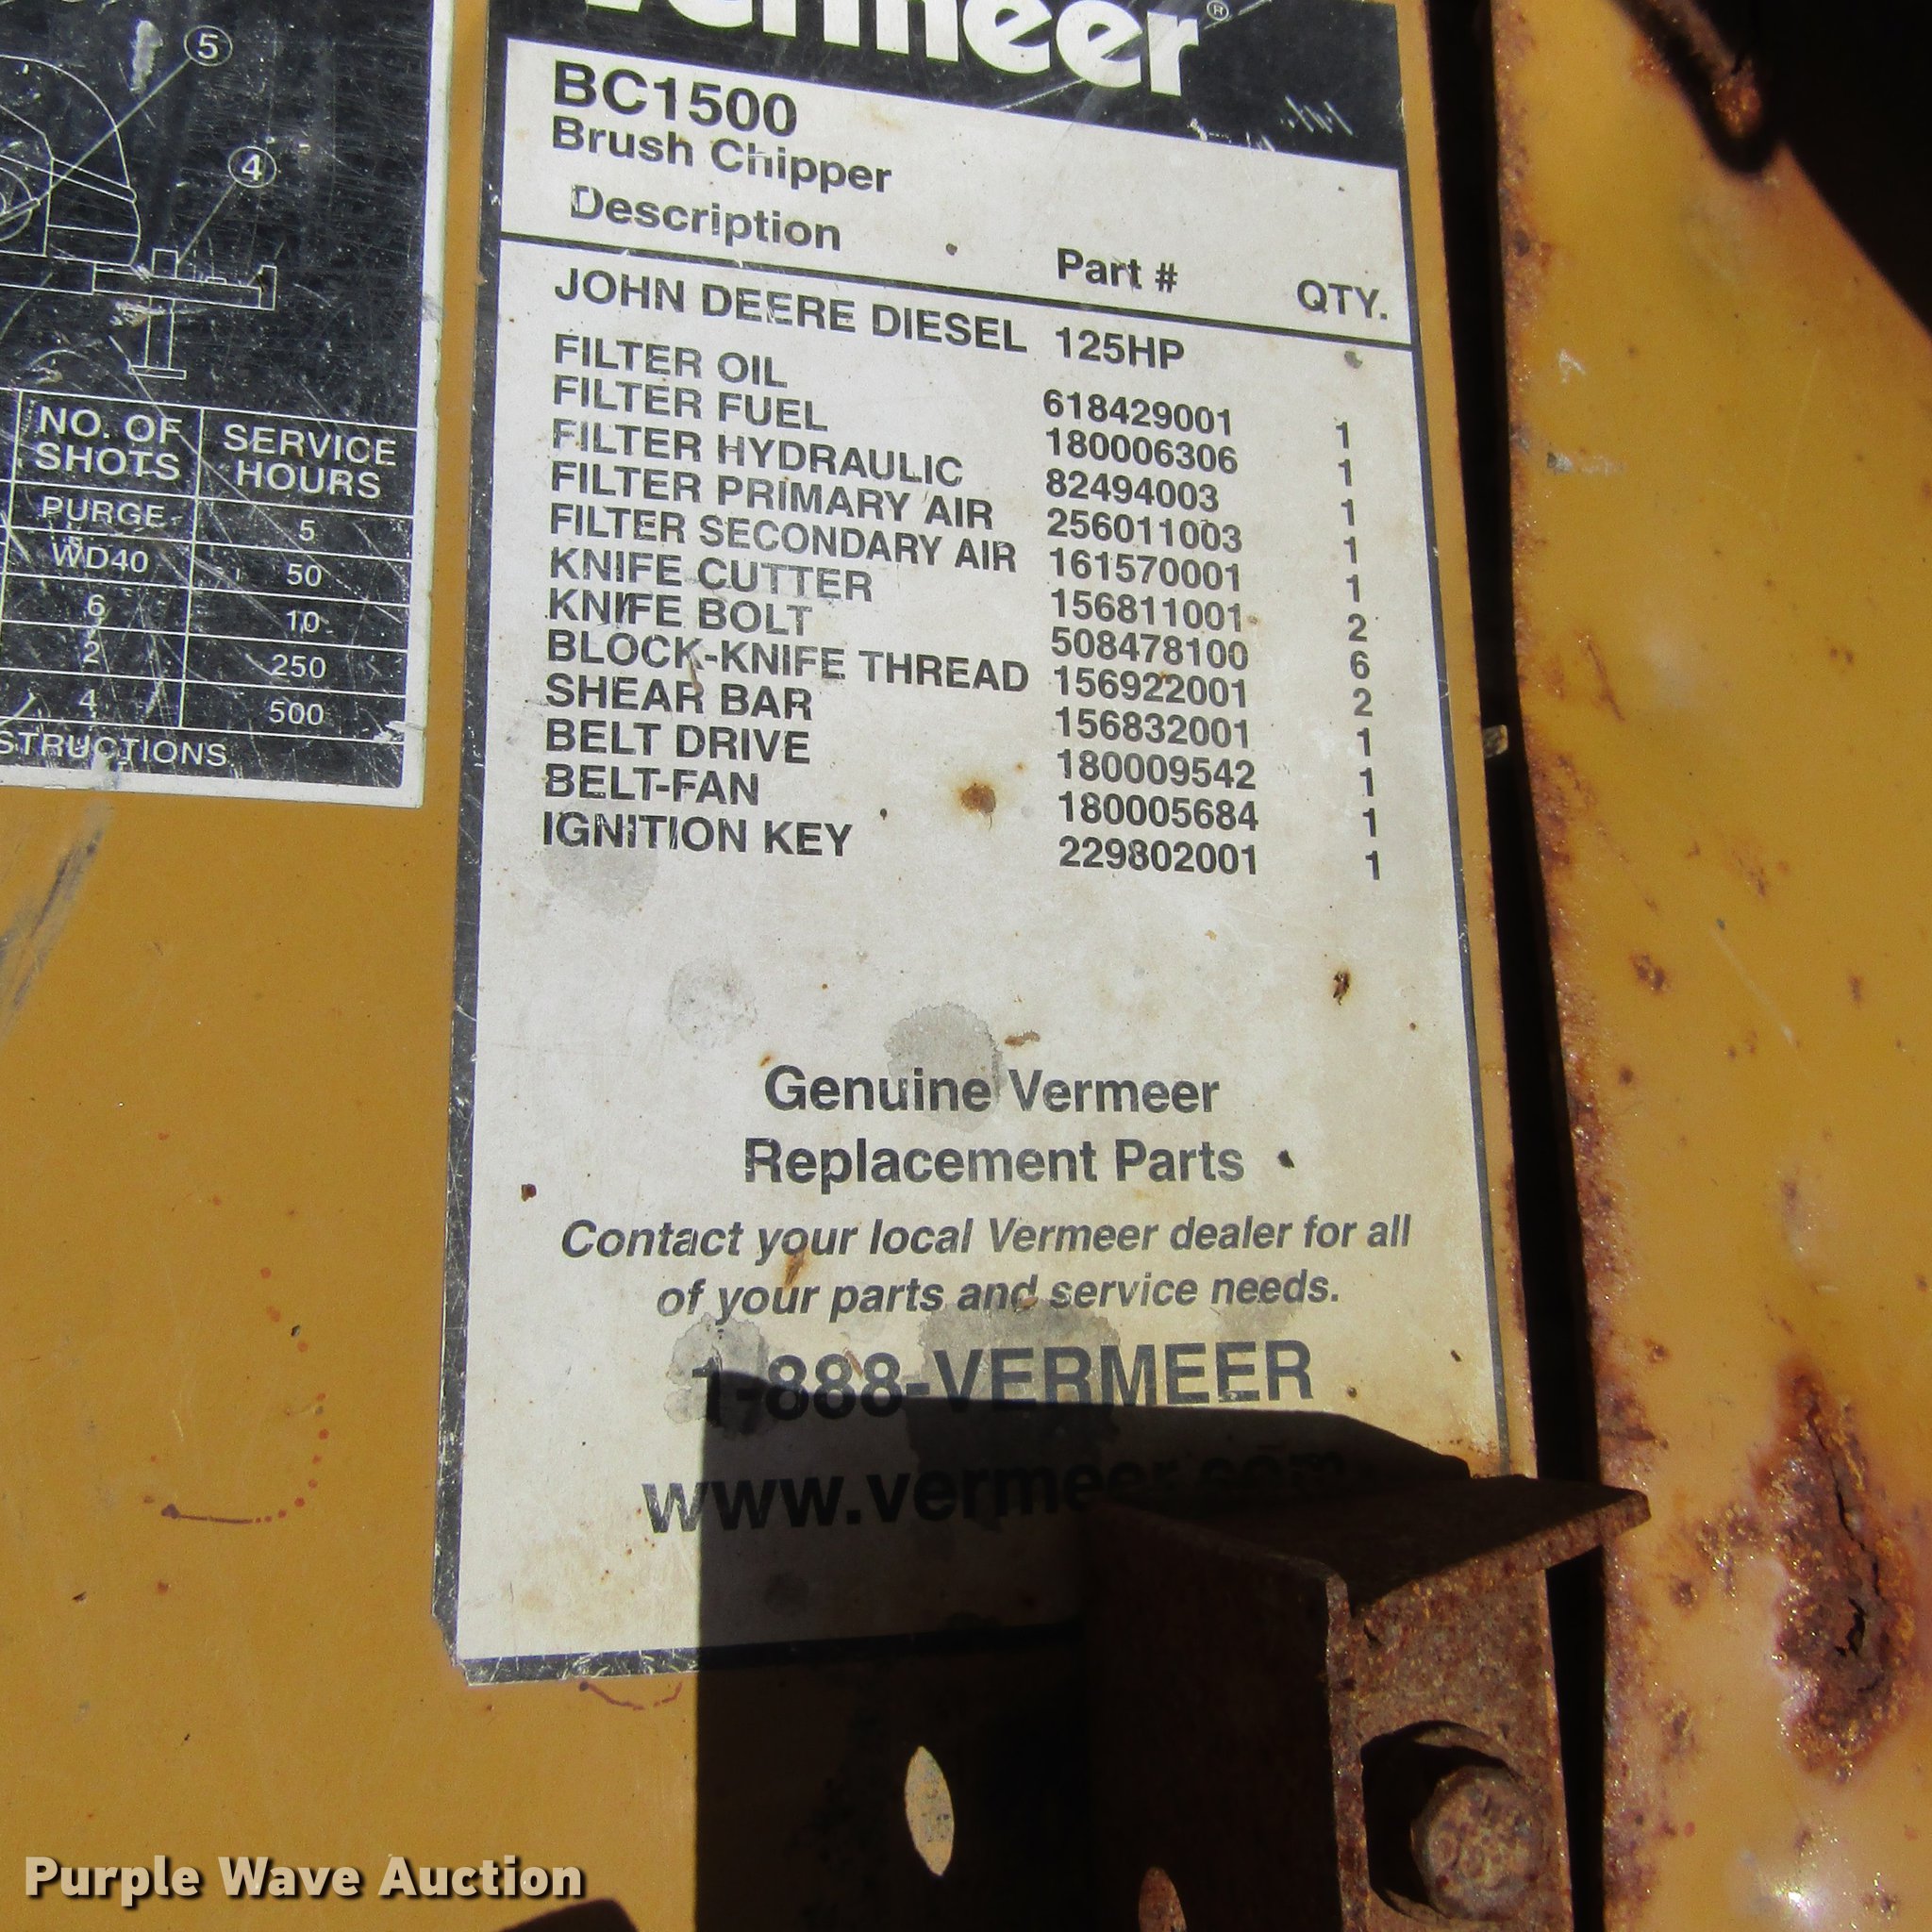 5
4
NO. OF SHOTS SERVICE HOURS
PURGE 5
WD40 50
6 10
2 250
4 500
vermeer®
BC1500
Brush Chipper
Description Part # QTY.
JOHN DEERE DIESEL 125HP
FILTER OIL 618429001 1
FILTER FUEL 180006306 1
FILTER HYDRAULIC 82494003 1
FILTER PRIMARY AIR 256011003 1
FILTER SECONDARY AIR 161570001 1
KNIFE CUTTER 156811001 2
KNIFE BOLT 508478100 6
BLOCK-KNIFE THREAD 156922001 2
SHEAR BAR 156832001 1
BELT DRIVE 180009542 1
BELT-FAN 180005684 1
IGNITION KEY 229802001 1
Genuine Vermeer
Replacement Parts
Contact your local Vermeer dealer for all
of your parts and service needs.
1-888-VERMEER
www.vermeer.com
Purple Wave Auction